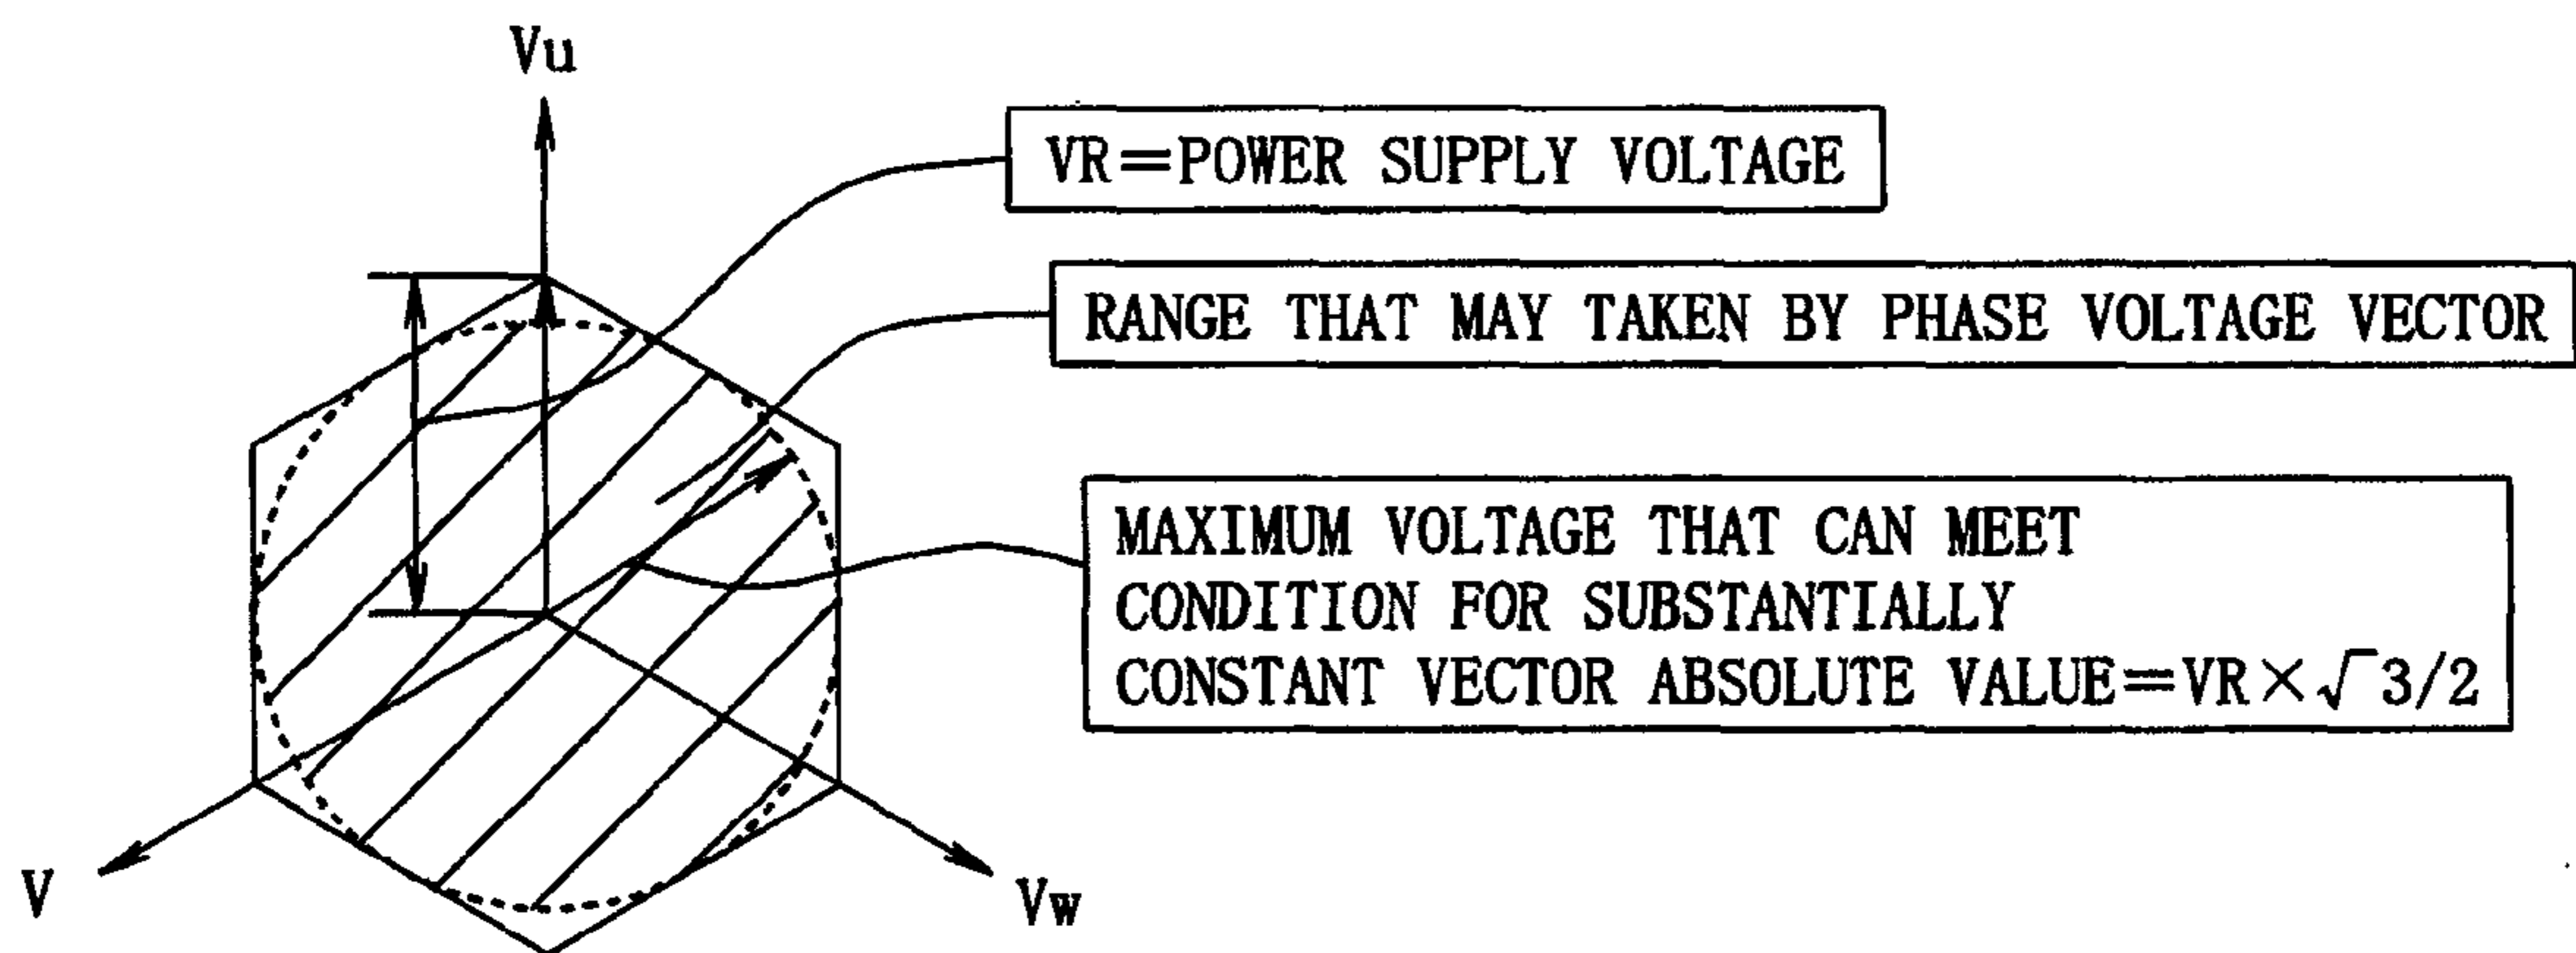 Vu
VR=POWER SUPPLY VOLTAGE
RANGE THAT MAY TAKEN BY PHASE VOLTAGE VECTOR
MAXIMUM VOLTAGE THAT CAN MEET
CONDITION FOR SUBSTANTIALLY
CONSTANT VECTOR ABSOLUTE VALUE=VR×√3/2
V
Vw